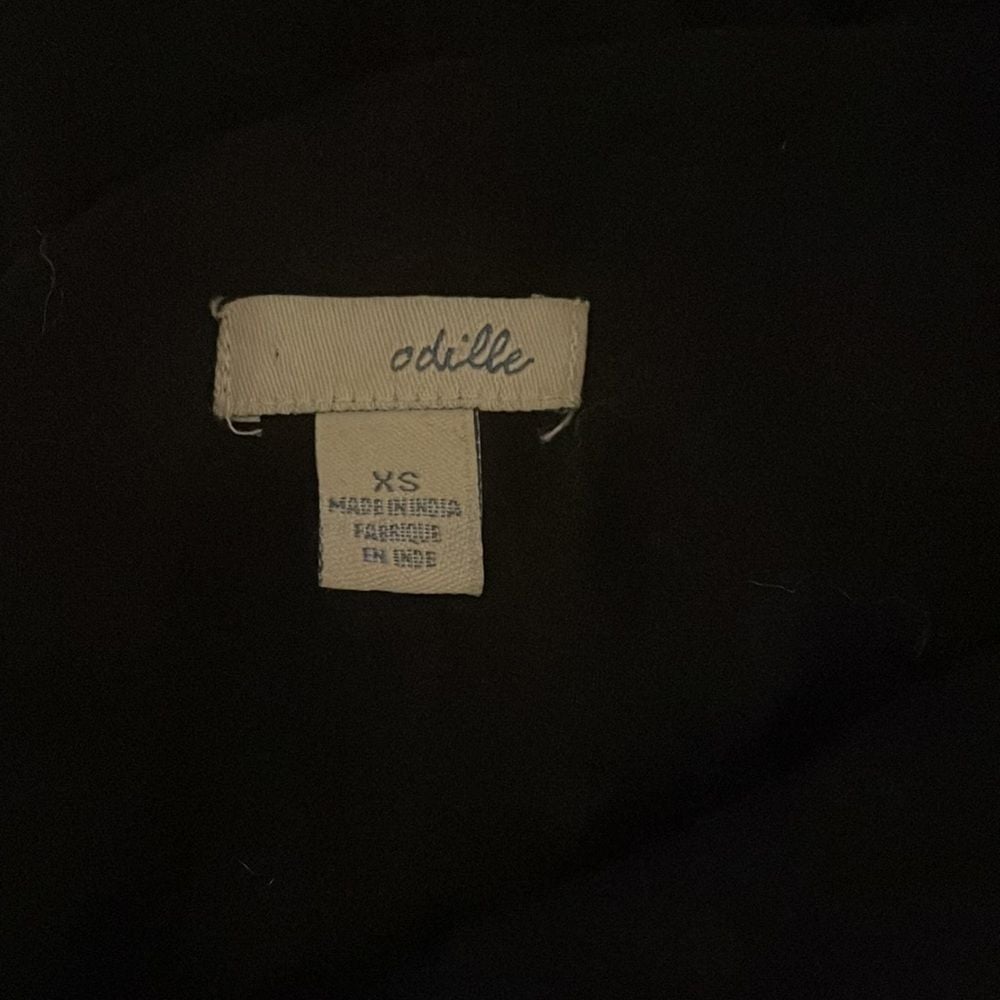 odille
XS
MADE IN INDIA
FABRIQUE
EN INDE